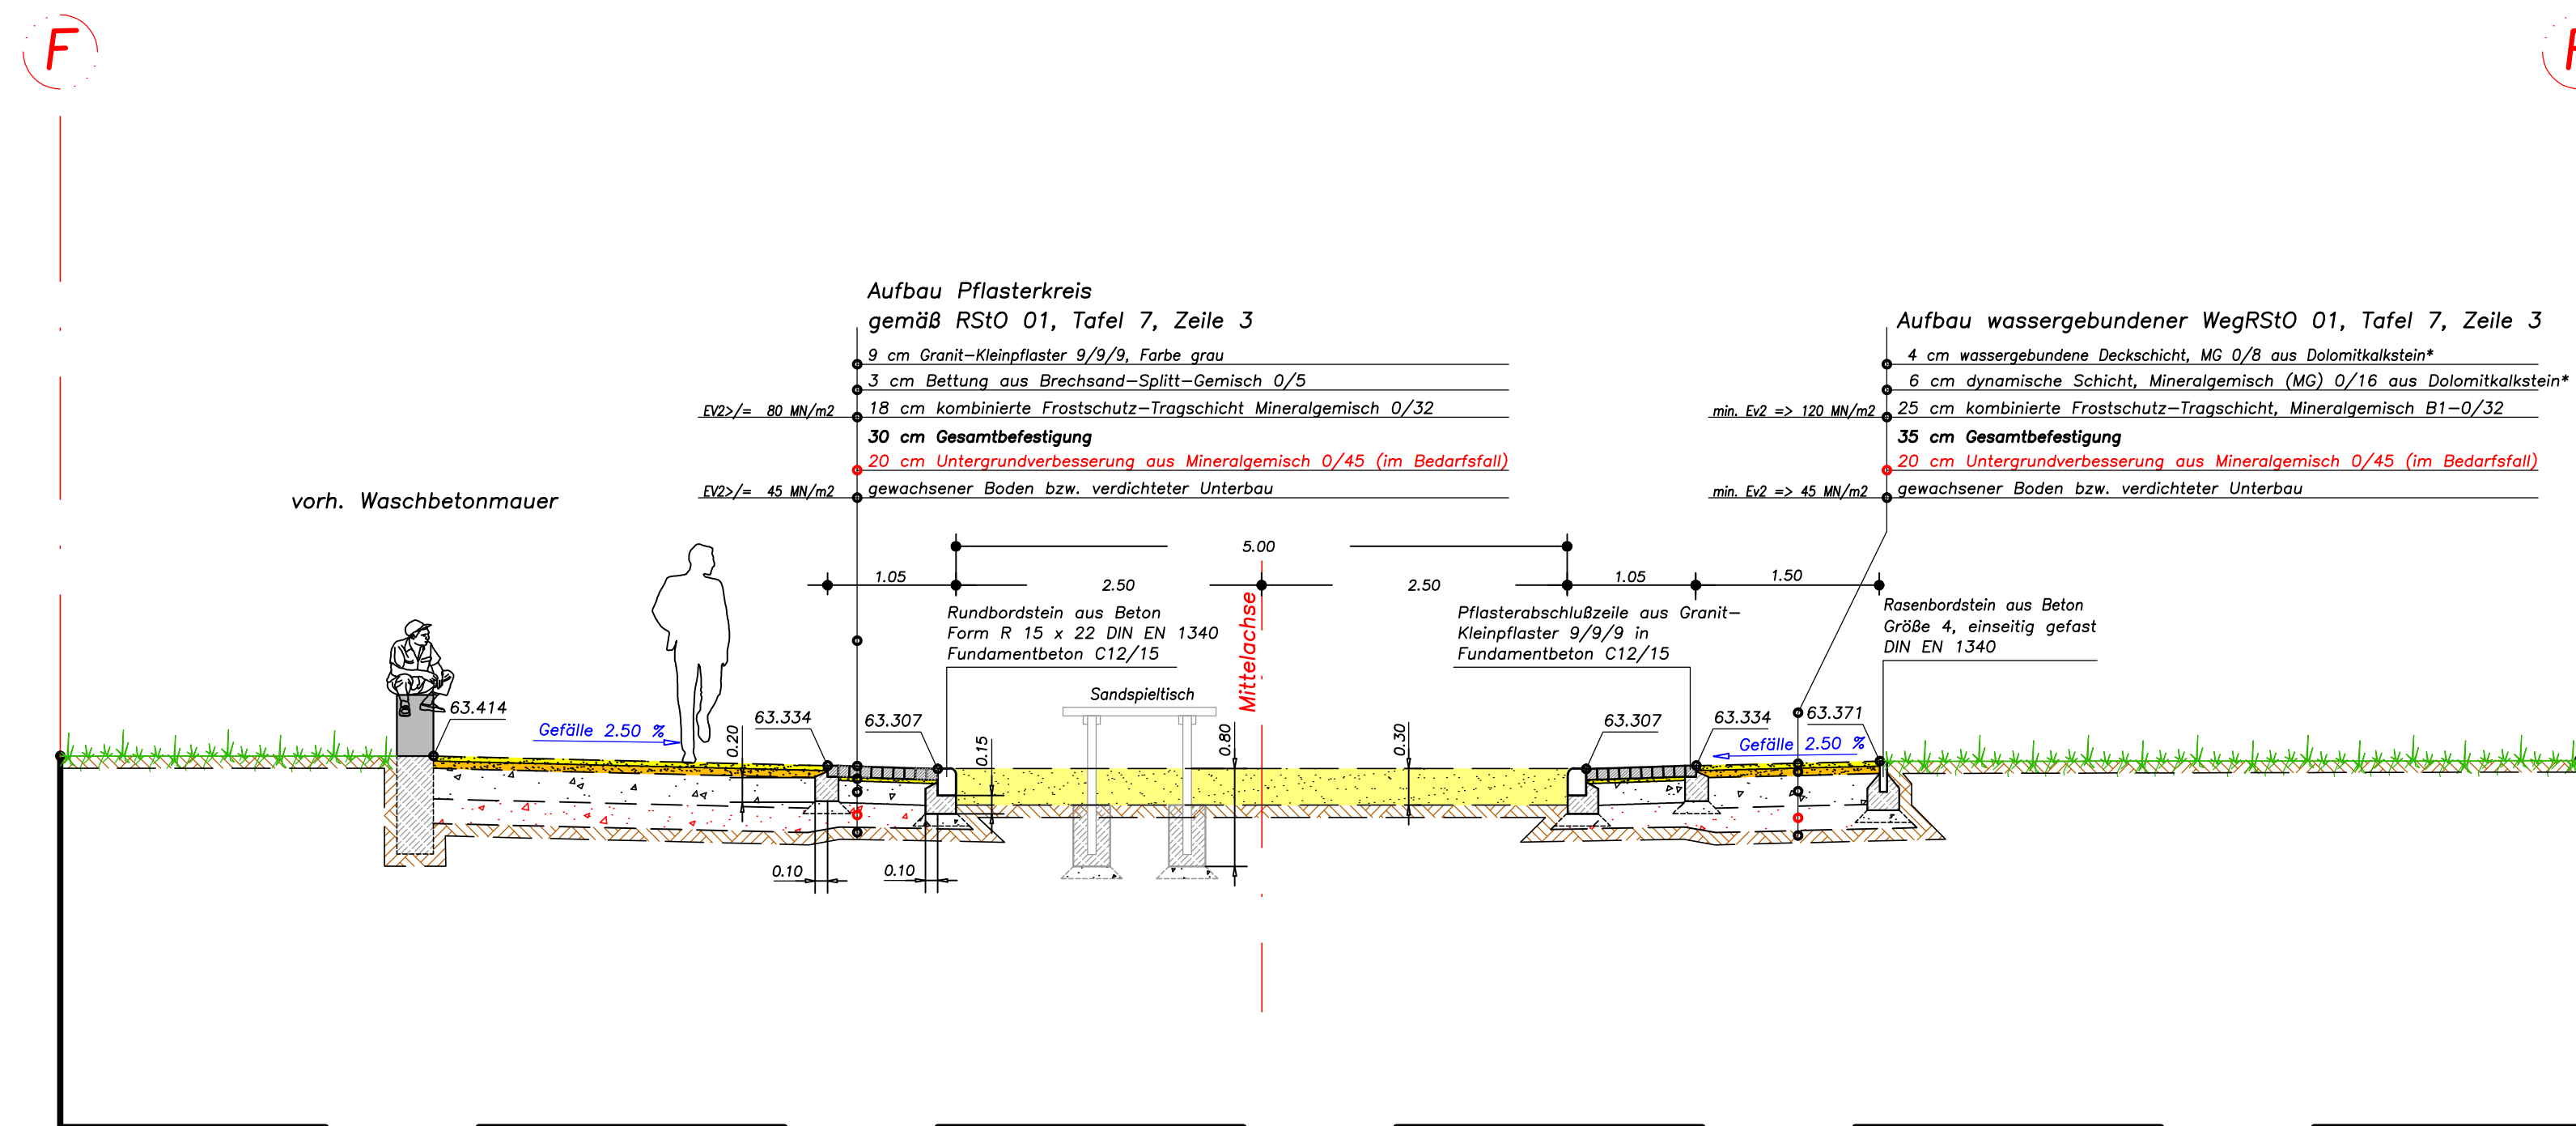 F
F
Aufbau Pflasterkreis
gemäß RStO 01, Tafel 7, Zeile 3
9 cm Granit-Kleinpflaster 9/9/9, Farbe grau
3 cm Bettung aus Brechsand-Splitt-Gemisch 0/5
EV2>/= 80 MN/m2
18 cm kombinierte Frostschutz-Tragschicht Mineralgemisch 0/32
30 cm Gesamtbefestigung
20 cm Untergrundverbesserung aus Mineralgemisch 0/45 (im Bedarfsfall)
EV2>/= 45 MN/m2
gewachsener Boden bzw. verdichteter Unterbau
Aufbau wassergebundener WegRStO 01, Tafel 7, Zeile 3
4 cm wassergebundene Deckschicht, MG 0/8 aus Dolomitkalkstein*
6 cm dynamische Schicht, Mineralgemisch (MG) 0/16 aus Dolomitkalkstein*
min. Ev2 => 120 MN/m2
25 cm kombinierte Frostschutz-Tragschicht, Mineralgemisch B1-0/32
35 cm Gesamtbefestigung
20 cm Untergrundverbesserung aus Mineralgemisch 0/45 (im Bedarfsfall)
min. Ev2 => 45 MN/m2
gewachsener Boden bzw. verdichteter Unterbau
vorh. Waschbetonmauer
5.00
1.05
2.50
2.50
1.05
1.50
Rundbordstein aus Beton
Form R 15 x 22 DIN EN 1340
Fundamentbeton C12/15
Mittelachse
Pflasterabschlußzeile aus Granit-
Kleinpflaster 9/9/9 in
Fundamentbeton C12/15
Rasenbordstein aus Beton
Größe 4, einseitig gefast
DIN EN 1340
Sandspieltisch
63.414
Gefälle 2.50 %
0.20
63.334
63.307
0.15
0.80
0.30
63.307
63.334
63.371
Gefälle 2.50 %
0.10
0.10